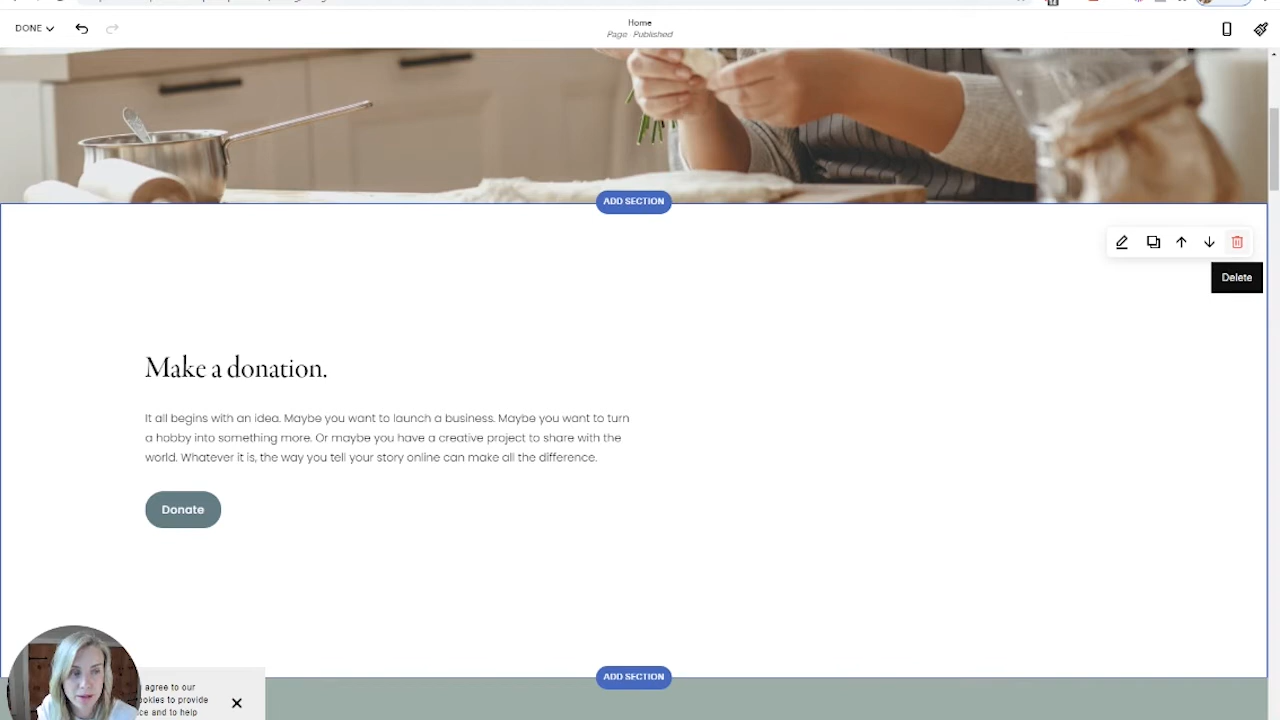 DONE
Home
Page · Published
ADD SECTION
Delete
Make a donation.
It all begins with an idea. Maybe you want to launch a business. Maybe you want to turn
a hobby into something more. Or maybe you have a creative project to share with the
world. Whatever it is, the way you tell your story online can make all the difference.
Donate
ADD SECTION
agree to our
ookies to provide
ce and to help